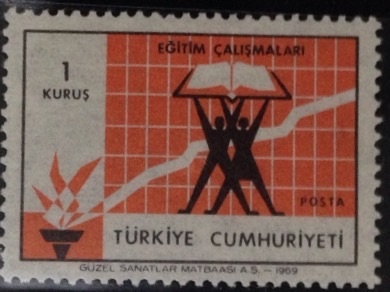 EĞİTİM ÇALIŞMALARI
1
KURUŞ
POSTA
TÜRKİYE CUMHURİYETİ
GÜZEL SANATLAR MATBAASI A.Ş. – 1969